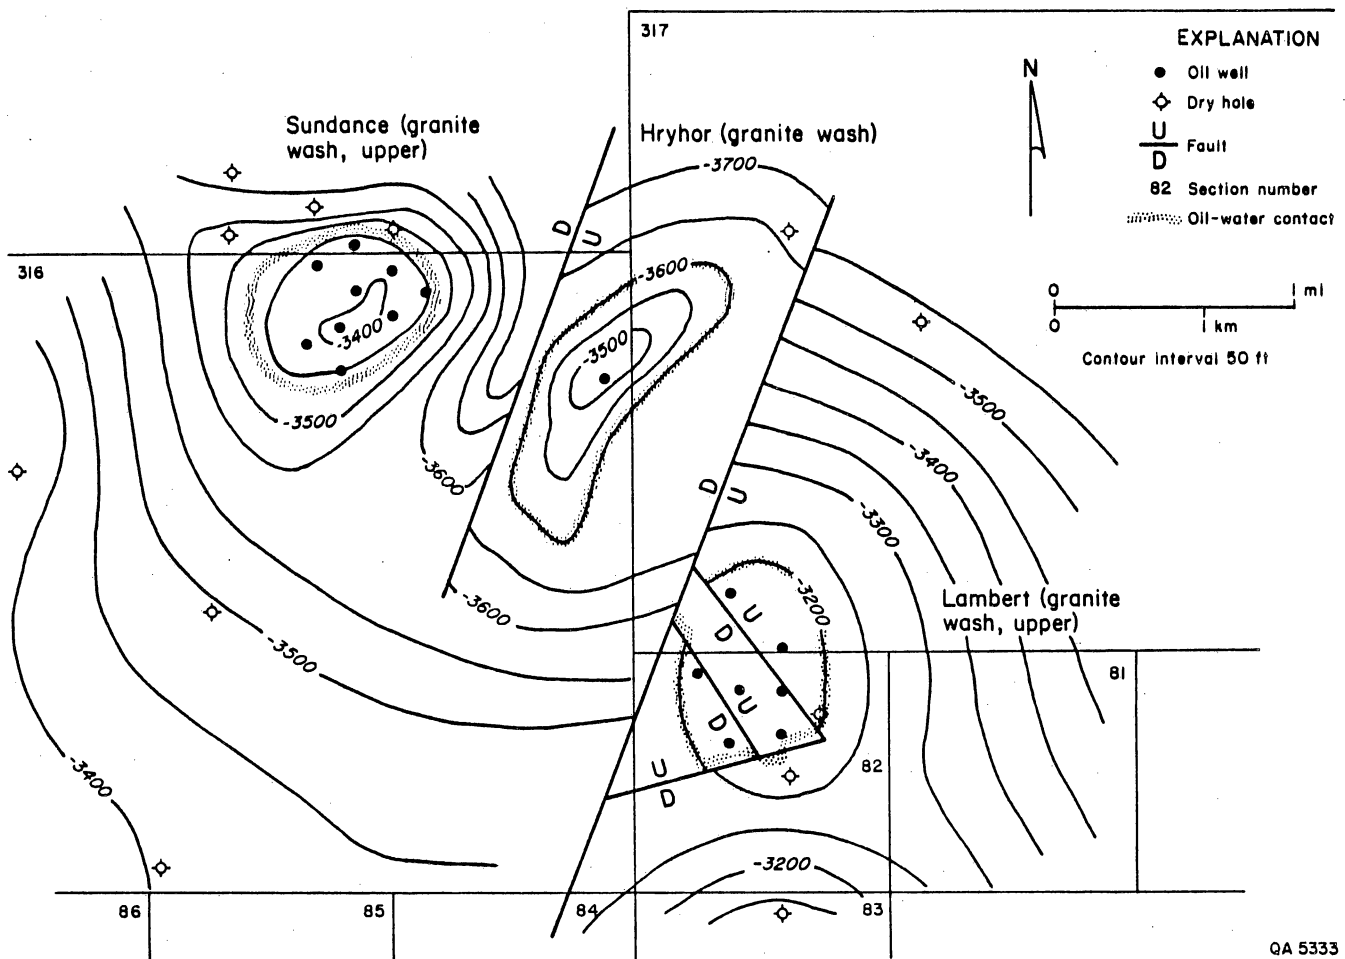 317
EXPLANATION
N
Oil well
Dry hole
U
D
Fault
82 Section number
Oil-water contact
0 1 mi
0 1 km
Contour interval 50 ft
Sundance (granite
wash, upper)
Hryhor (granite wash)
-3700
D
U
316
-3600
-3400
-3500
-3500
-3500
-3400
-3600
D U
-3300
-3600
-3200
Lambert (granite
wash, upper)
U
D
-3500
81
U
D
82
U
D
-3400
-3200
86
85
84
83
QA 5333